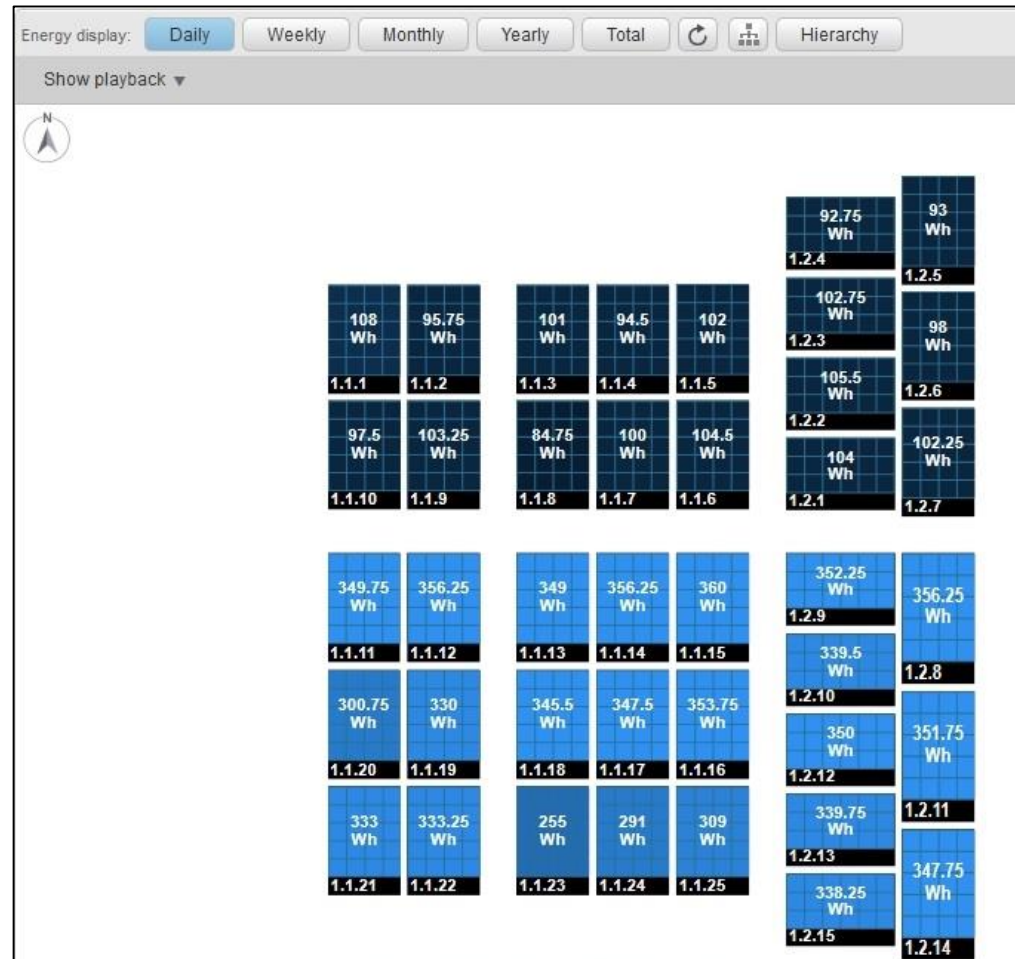 Energy display: Daily Weekly Monthly Yearly Total Hierarchy
Show playback
N
108
Wh
1.1.1
95.75
Wh
1.1.2
101
Wh
1.1.3
94.5
Wh
1.1.4
102
Wh
1.1.5
97.5
Wh
1.1.10
103.25
Wh
1.1.9
84.75
Wh
1.1.8
100
Wh
1.1.7
104.5
Wh
1.1.6
92.75
Wh
1.2.4
93
Wh
1.2.5
102.75
Wh
1.2.3
98
Wh
1.2.6
105.5
Wh
1.2.2
104
Wh
1.2.1
102.25
Wh
1.2.7
349.75
Wh
1.1.11
356.25
Wh
1.1.12
349
Wh
1.1.13
356.25
Wh
1.1.14
360
Wh
1.1.15
300.75
Wh
1.1.20
330
Wh
1.1.19
345.5
Wh
1.1.18
347.5
Wh
1.1.17
353.75
Wh
1.1.16
333
Wh
1.1.21
333.25
Wh
1.1.22
255
Wh
1.1.23
291
Wh
1.1.24
309
Wh
1.1.25
352.25
Wh
1.2.9
356.25
Wh
1.2.8
339.5
Wh
1.2.10
350
Wh
1.2.12
351.75
Wh
1.2.11
339.75
Wh
1.2.13
338.25
Wh
1.2.15
347.75
Wh
1.2.14